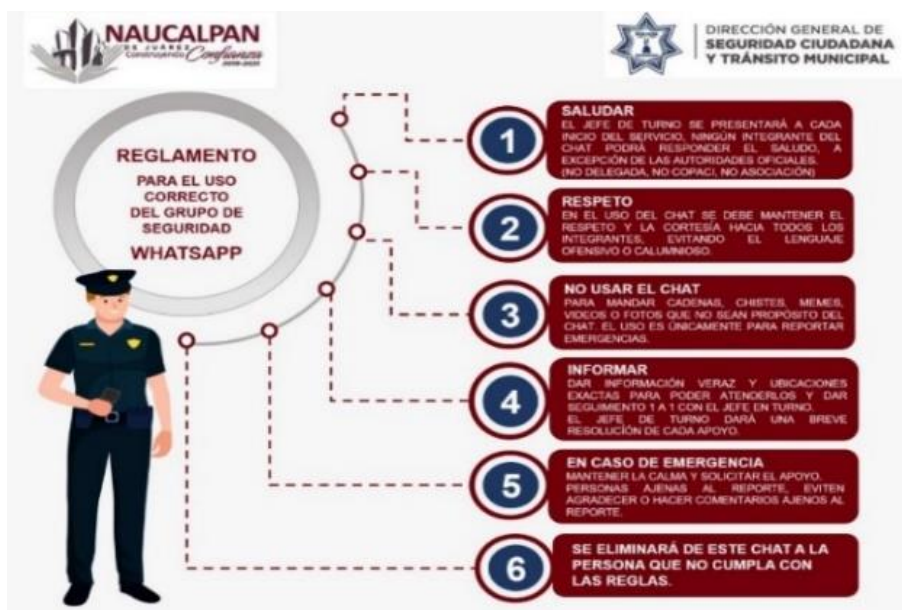 NAUCALPAN
DE JUÁREZ
CONSTRUYENDO Confianza
DIRECCIÓN GENERAL DE
SEGURIDAD CIUDADANA
Y TRÁNSITO MUNICIPAL
REGLAMENTO
PARA EL USO
CORRECTO
DEL GRUPO DE
SEGURIDAD
WHATSAPP
1
SALUDAR
EL JEFE DE TURNO SE PRESENTARÁ A CADA
INICIO DEL SERVICIO, NINGÚN INTEGRANTE DEL
CHAT PODRÁ RESPONDER EL SALUDO, A
EXCEPCIÓN DE LAS AUTORIDADES OFICIALES.
(NO DELEGADA, NO COPACI, NO ASOCIACIÓN)
2
RESPETO
EN EL USO DEL CHAT SE DEBE MANTENER EL
RESPETO Y LA CORTESÍA HACIA TODOS LOS
INTEGRANTES, EVITANDO EL LENGUAJE
OFENSIVO O CALUMNIOSO.
3
NO USAR EL CHAT
PARA MANDAR CADENAS, CHISTES, MEMES,
VIDEOS O FOTOS QUE NO SEAN PROPÓSITO DEL
CHAT. EL USO ES ÚNICAMENTE PARA REPORTAR
EMERGENCIAS.
4
INFORMAR
DAR INFORMACIÓN VERAZ Y UBICACIONES
EXACTAS PARA PODER ATENDERLOS Y DAR
SEGUIMIENTO 1 A 1 CON EL JEFE EN TURNO.
EL JEFE DE TURNO DARÁ UNA BREVE
RESOLUCIÓN DE CADA APOYO.
5
EN CASO DE EMERGENCIA
MANTENER LA CALMA Y SOLICITAR EL APOYO.
PERSONAS AJENAS AL REPORTE, EVITEN
AGRADECER O HACER COMENTARIOS AJENOS AL
REPORTE.
6
SE ELIMINARÁ DE ESTE CHAT A LA
PERSONA QUE NO CUMPLA CON
LAS REGLAS.